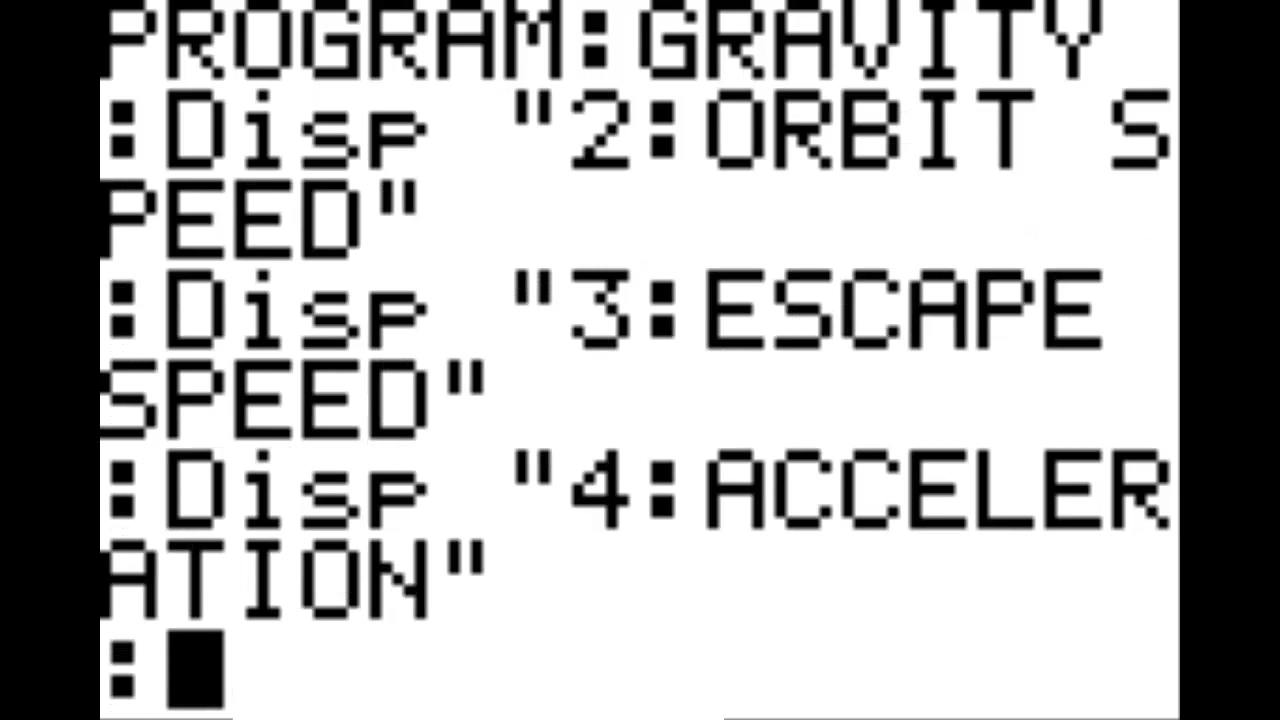 PROGRAM:GRAVITY
:Disp "2:ORBIT S
PEED"
:Disp "3:ESCAPE
SPEED"
:Disp "4:ACCELER
ATION"
: